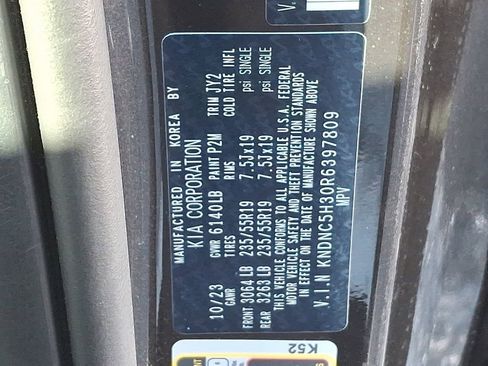 MANUFACTURED IN KOREA BY
KIA CORPORATION
10/23 GVWR 6140LB PAINT P2M TRIM JY2
GAWR TIRES RIMS COLD TIRE INFL
FRONT 3064 LB 235/55R19 7.5Jx19 psi SINGLE
REAR 3263 LB 235/55R19 7.5Jx19 psi SINGLE
THIS VEHICLE CONFORMS TO ALL APPLICABLE U.S.A. FEDERAL
MOTOR VEHICLE SAFETY AND THEFT PREVENTION STANDARDS
IN EFFECT ON THE DATE OF MANUFACTURE SHOWN ABOVE
V.I.N KNDNC5H30R6397809
MPV
K52
V.